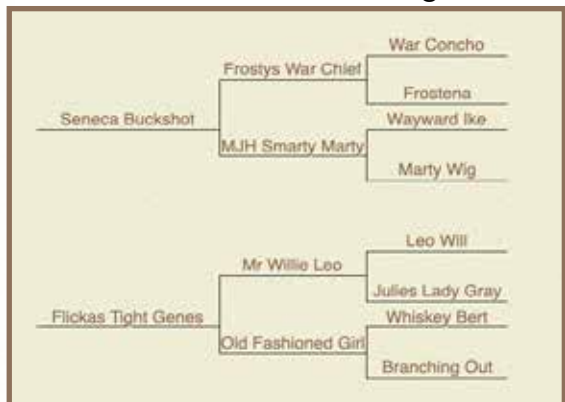 War Concho
Frostys War Chief
Frostena
Seneca Buckshot
Wayward Ike
MJH Smarty Marty
Marty Wig
Leo Will
Mr Willie Leo
Julies Lady Gray
Flickas Tight Genes
Whiskey Bert
Old Fashioned Girl
Branching Out